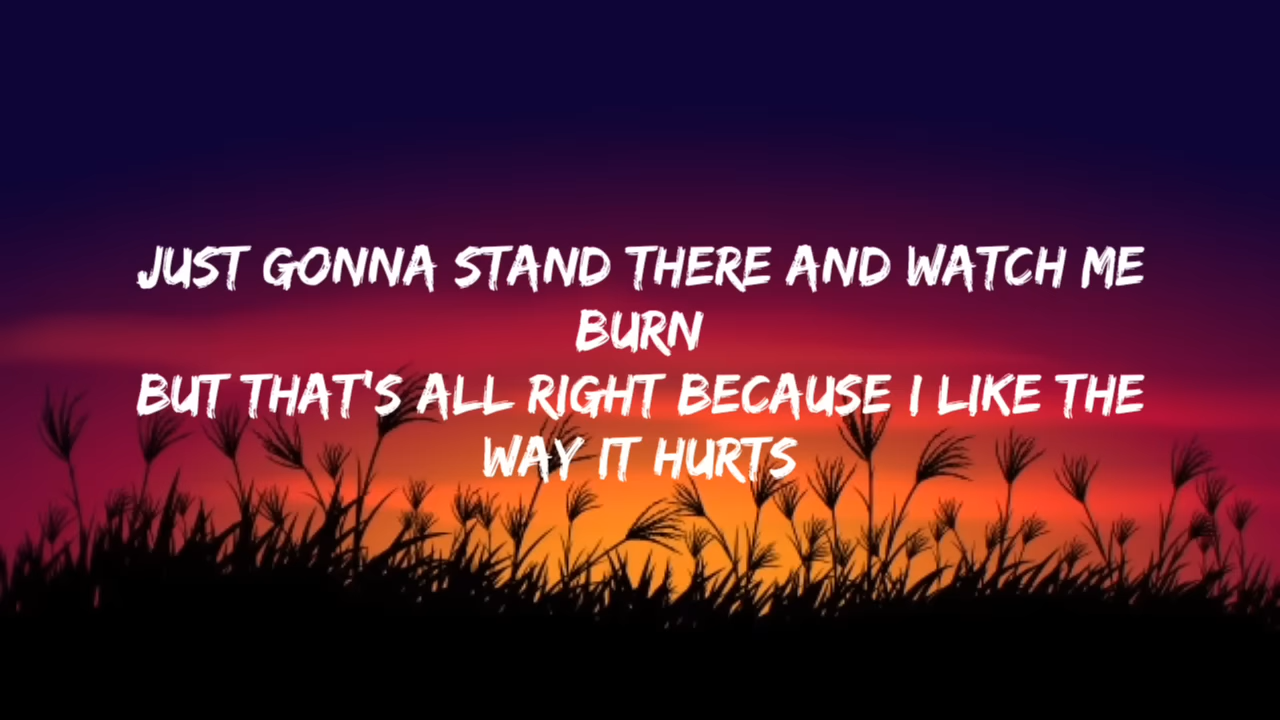 JUST GONNA STAND THERE AND WATCH ME
BURN
BUT THAT'S ALL RIGHT BECAUSE I LIKE THE
WAY IT HURTS